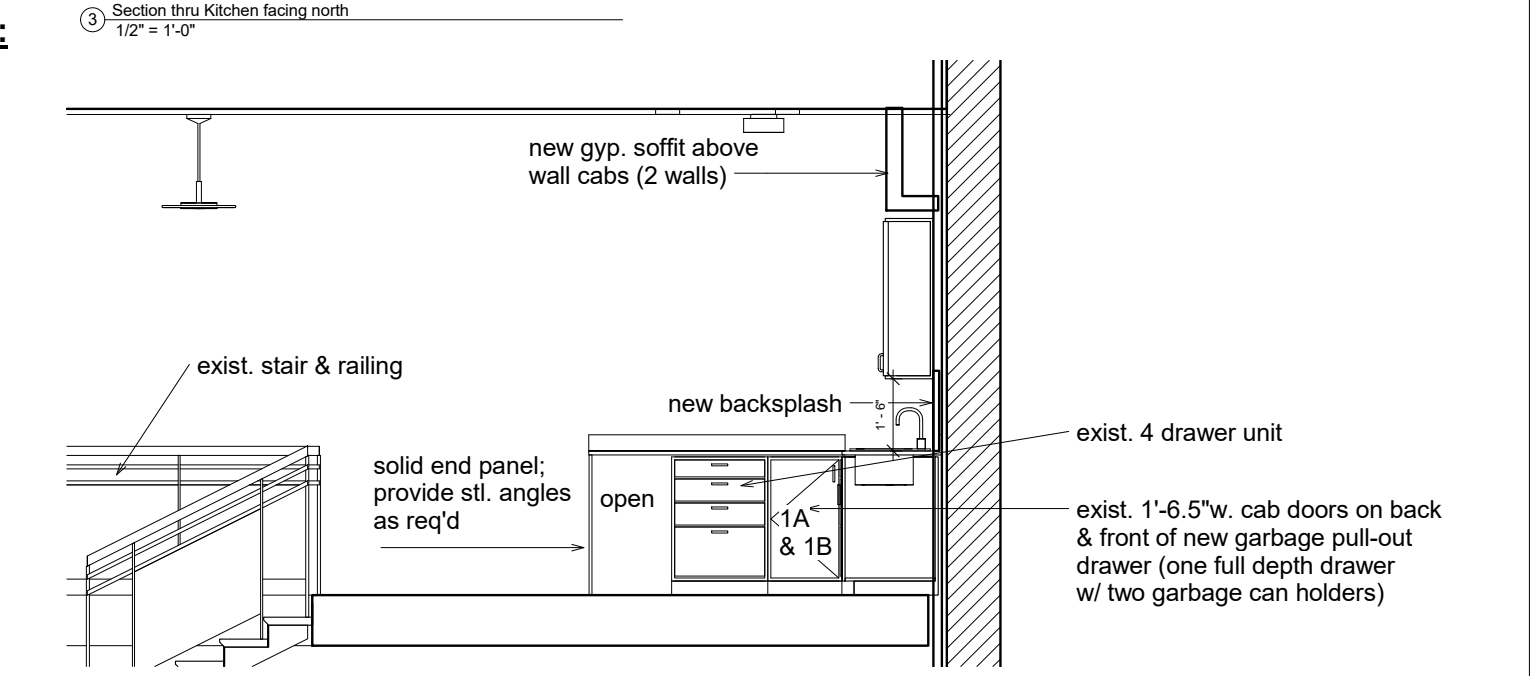 3 Section thru Kitchen facing north
1/2" = 1'-0"
new gyp. soffit above
wall cabs (2 walls)
exist. stair & railing
new backsplash
1' - 6"
exist. 4 drawer unit
solid end panel;
provide stl. angles
as req'd
open
1A
& 1B
exist. 1'-6.5"w. cab doors on back
& front of new garbage pull-out
drawer (one full depth drawer
w/ two garbage can holders)